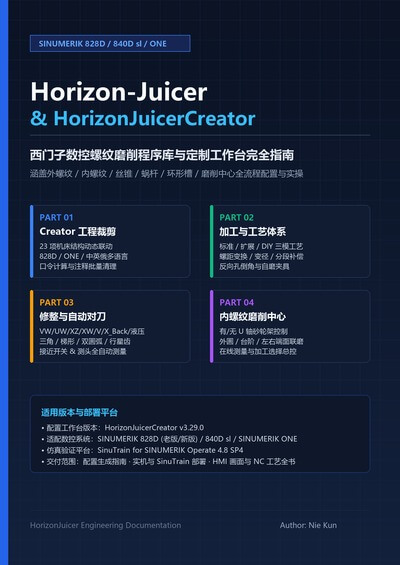 SINUMERIK 828D / 840D sl / ONE
Horizon-Juicer
& HorizonJuicerCreator
西门子数控螺纹磨削程序库与定制工作台完全指南
涵盖外螺纹 / 内螺纹 / 丝锥 / 蜗杆 / 环形槽 / 磨削中心全流程配置与实操
PART 01
Creator 工程裁剪
23 项机床结构动态联动
828D / ONE / 中英俄多语言
口令计算与注释批量清理
PART 02
加工与工艺体系
标准 / 扩展 / DIY 三模工艺
螺距变换 / 变径 / 分段补偿
反向孔倒角与自磨夹具
PART 03
修整与自动对刀
VW/UW/XZ/XW/V/X_Back/液压
三角 / 梯形 / 双圆弧 / 行星齿
接近开关 & 测头全自动测量
PART 04
内螺纹磨削中心
有/无 U 轴砂轮架控制
外圆 / 台阶 / 左右端面联磨
在线测量与加工选择总控
适用版本与部署平台
• 配置工作台版本：HorizonJuicerCreator v3.29.0
• 适配数控系统：SINUMERIK 828D (老版/新版) / 840D sl / SINUMERIK ONE
• 仿真验证平台：SinuTrain for SINUMERIK Operate 4.8 SP4
• 交付范围：配置生成指南 · 实机与 SinuTrain 部署 · HMI 画面与 NC 工艺全书
HorizonJuicer Engineering Documentation
Author: Nie Kun